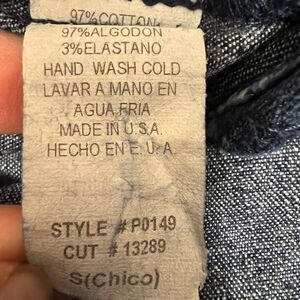 97% COTTON
97%ALGODON
3%ELASTANO
HAND WASH COLD
LAVAR A MANO EN
AGUA FRIA
MADE IN U.S.A.
HECHO EN E.U.A.
STYLE # P0149
CUT # 13289
S(Chico)